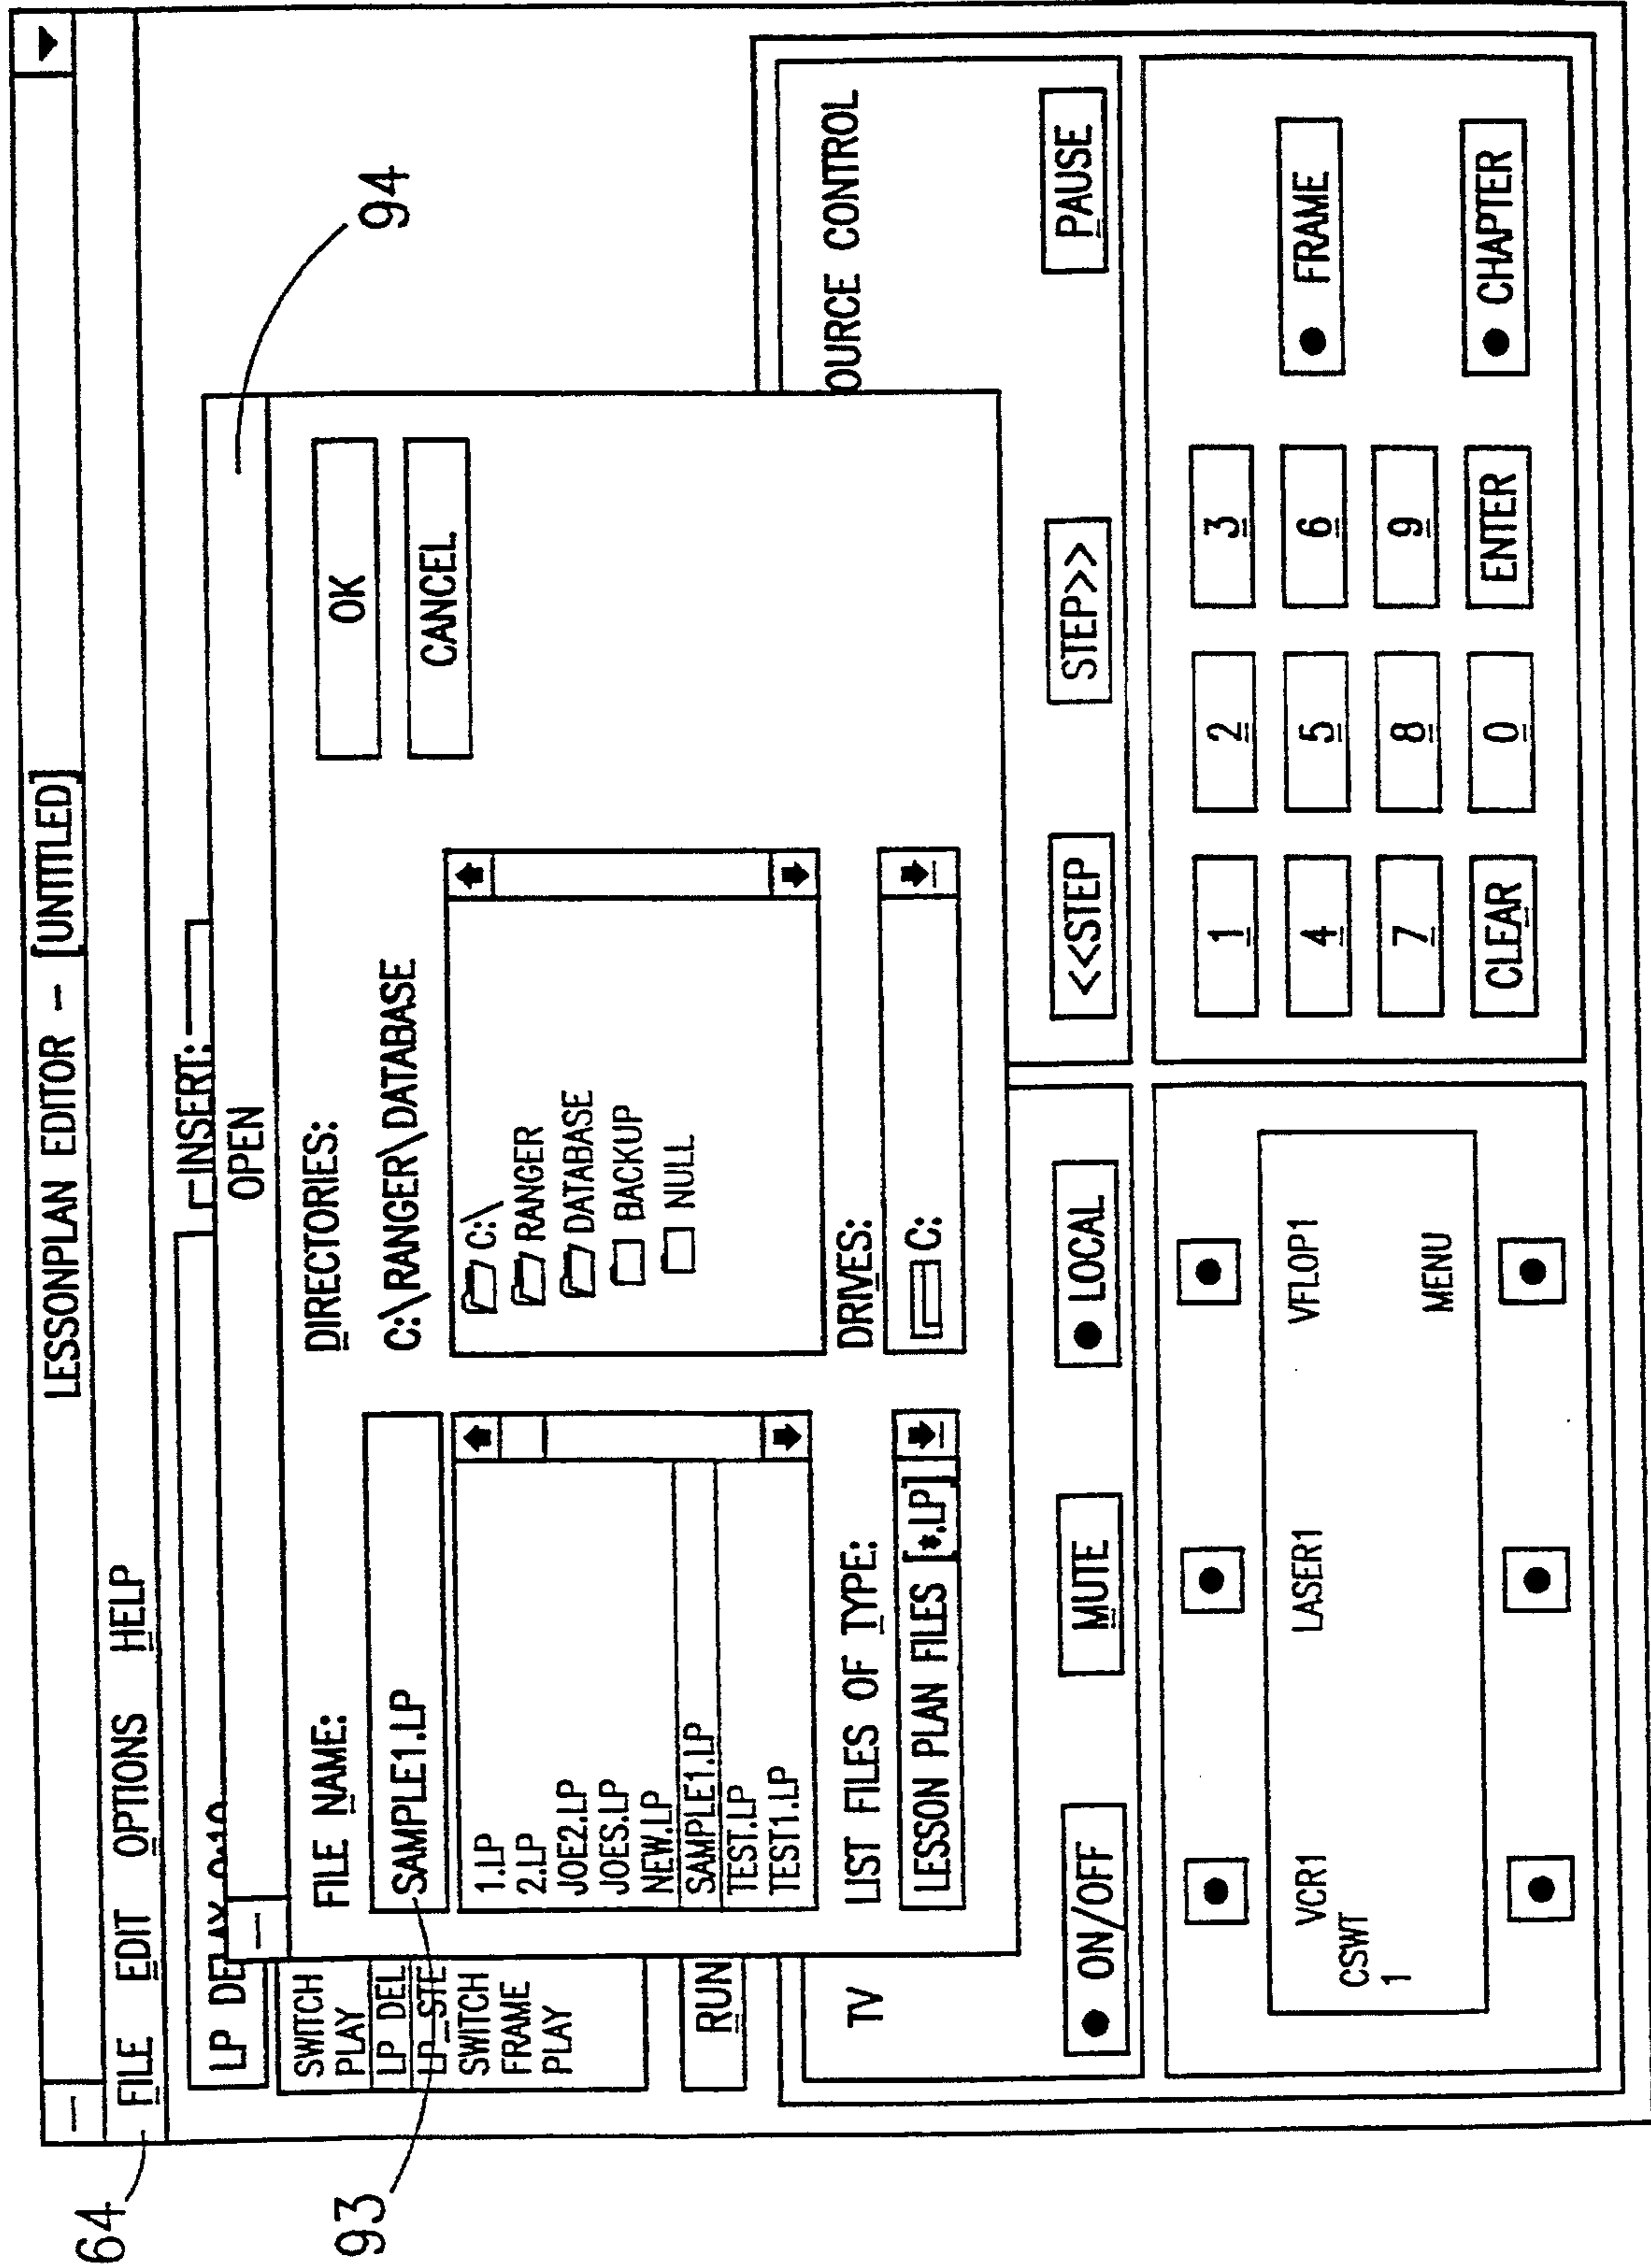 LESSONPLAN EDITOR — [UNTITLED]
64
FILE EDIT OPTIONS HELP
INSERT:
OPEN
94
LP DELAY 0:10
SWITCH
PLAY
LP DEL
LP_STE
SWITCH
FRAME
PLAY
RUN
93
FILE NAME:
SAMPLE1.LP
1.LP
2.LP
JOE2.LP
JOES.LP
NEW.LP
SAMPLE1.LP
TEST.LP
TEST1.LP
LIST FILES OF TYPE:
LESSON PLAN FILES [*.LP]
DIRECTORIES:
C:\RANGER\DATABASE
C:\
RANGER
DATABASE
BACKUP
NULL
DRIVES:
C:
OK
CANCEL
TV
OURCE CONTROL
ON/OFF MUTE LOCAL
<<STEP STEP>> PAUSE
VCR1 LASER1 VFLOP1
CSWT
1
MENU
1 2 3
4 5 6 FRAME
7 8 9
CLEAR 0 ENTER CHAPTER